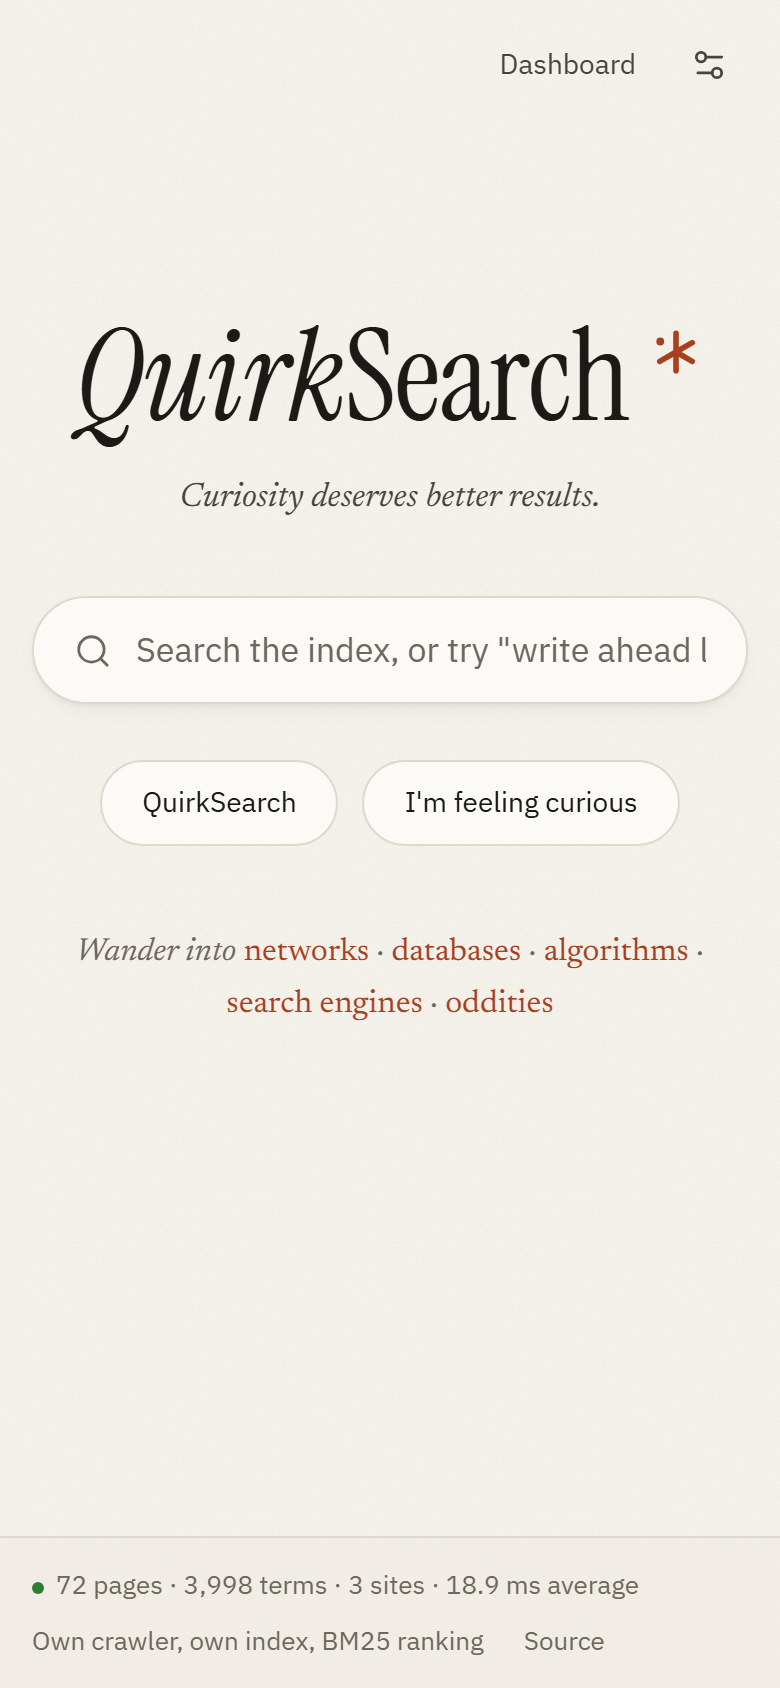 Dashboard
QuirkSearch
Curiosity deserves better results.
Search the index, or try "write ahead l
QuirkSearch
I'm feeling curious
Wander into networks · databases · algorithms ·
search engines · oddities
72 pages · 3,998 terms · 3 sites · 18.9 ms average
Own crawler, own index, BM25 ranking
Source